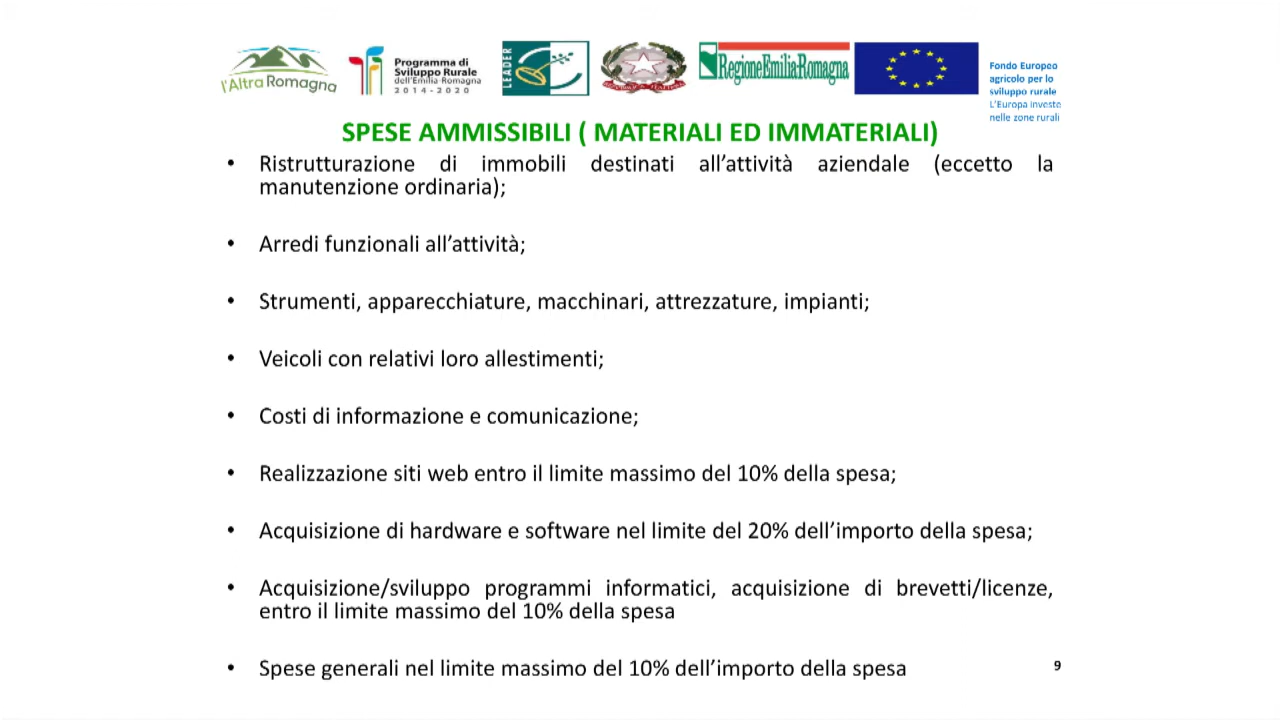 l'Altra Romagna
Programma di
Sviluppo Rurale
dell'Emilia-Romagna
2014-2020
LEADER
RegioneEmiliaRomagna
Fondo Europeo
agricolo per lo
sviluppo rurale
L'Europa investe
nelle zone rurali
SPESE AMMISSIBILI ( MATERIALI ED IMMATERIALI)
• Ristrutturazione di immobili destinati all'attività aziendale (eccetto la
manutenzione ordinaria);
• Arredi funzionali all'attività;
• Strumenti, apparecchiature, macchinari, attrezzature, impianti;
• Veicoli con relativi loro allestimenti;
• Costi di informazione e comunicazione;
• Realizzazione siti web entro il limite massimo del 10% della spesa;
• Acquisizione di hardware e software nel limite del 20% dell'importo della spesa;
• Acquisizione/sviluppo programmi informatici, acquisizione di brevetti/licenze,
entro il limite massimo del 10% della spesa
• Spese generali nel limite massimo del 10% dell'importo della spesa
9